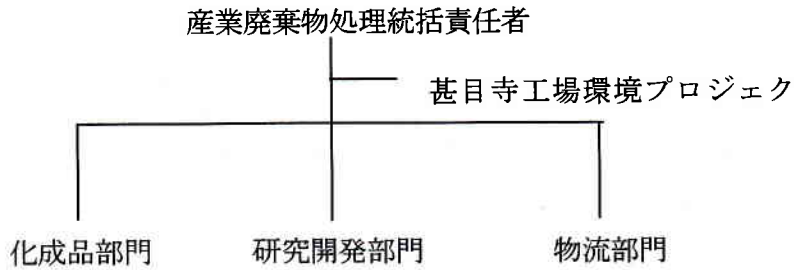 産業廃棄物処理統括責任者
甚目寺工場環境プロジェク
化成品部門
研究開発部門
物流部門